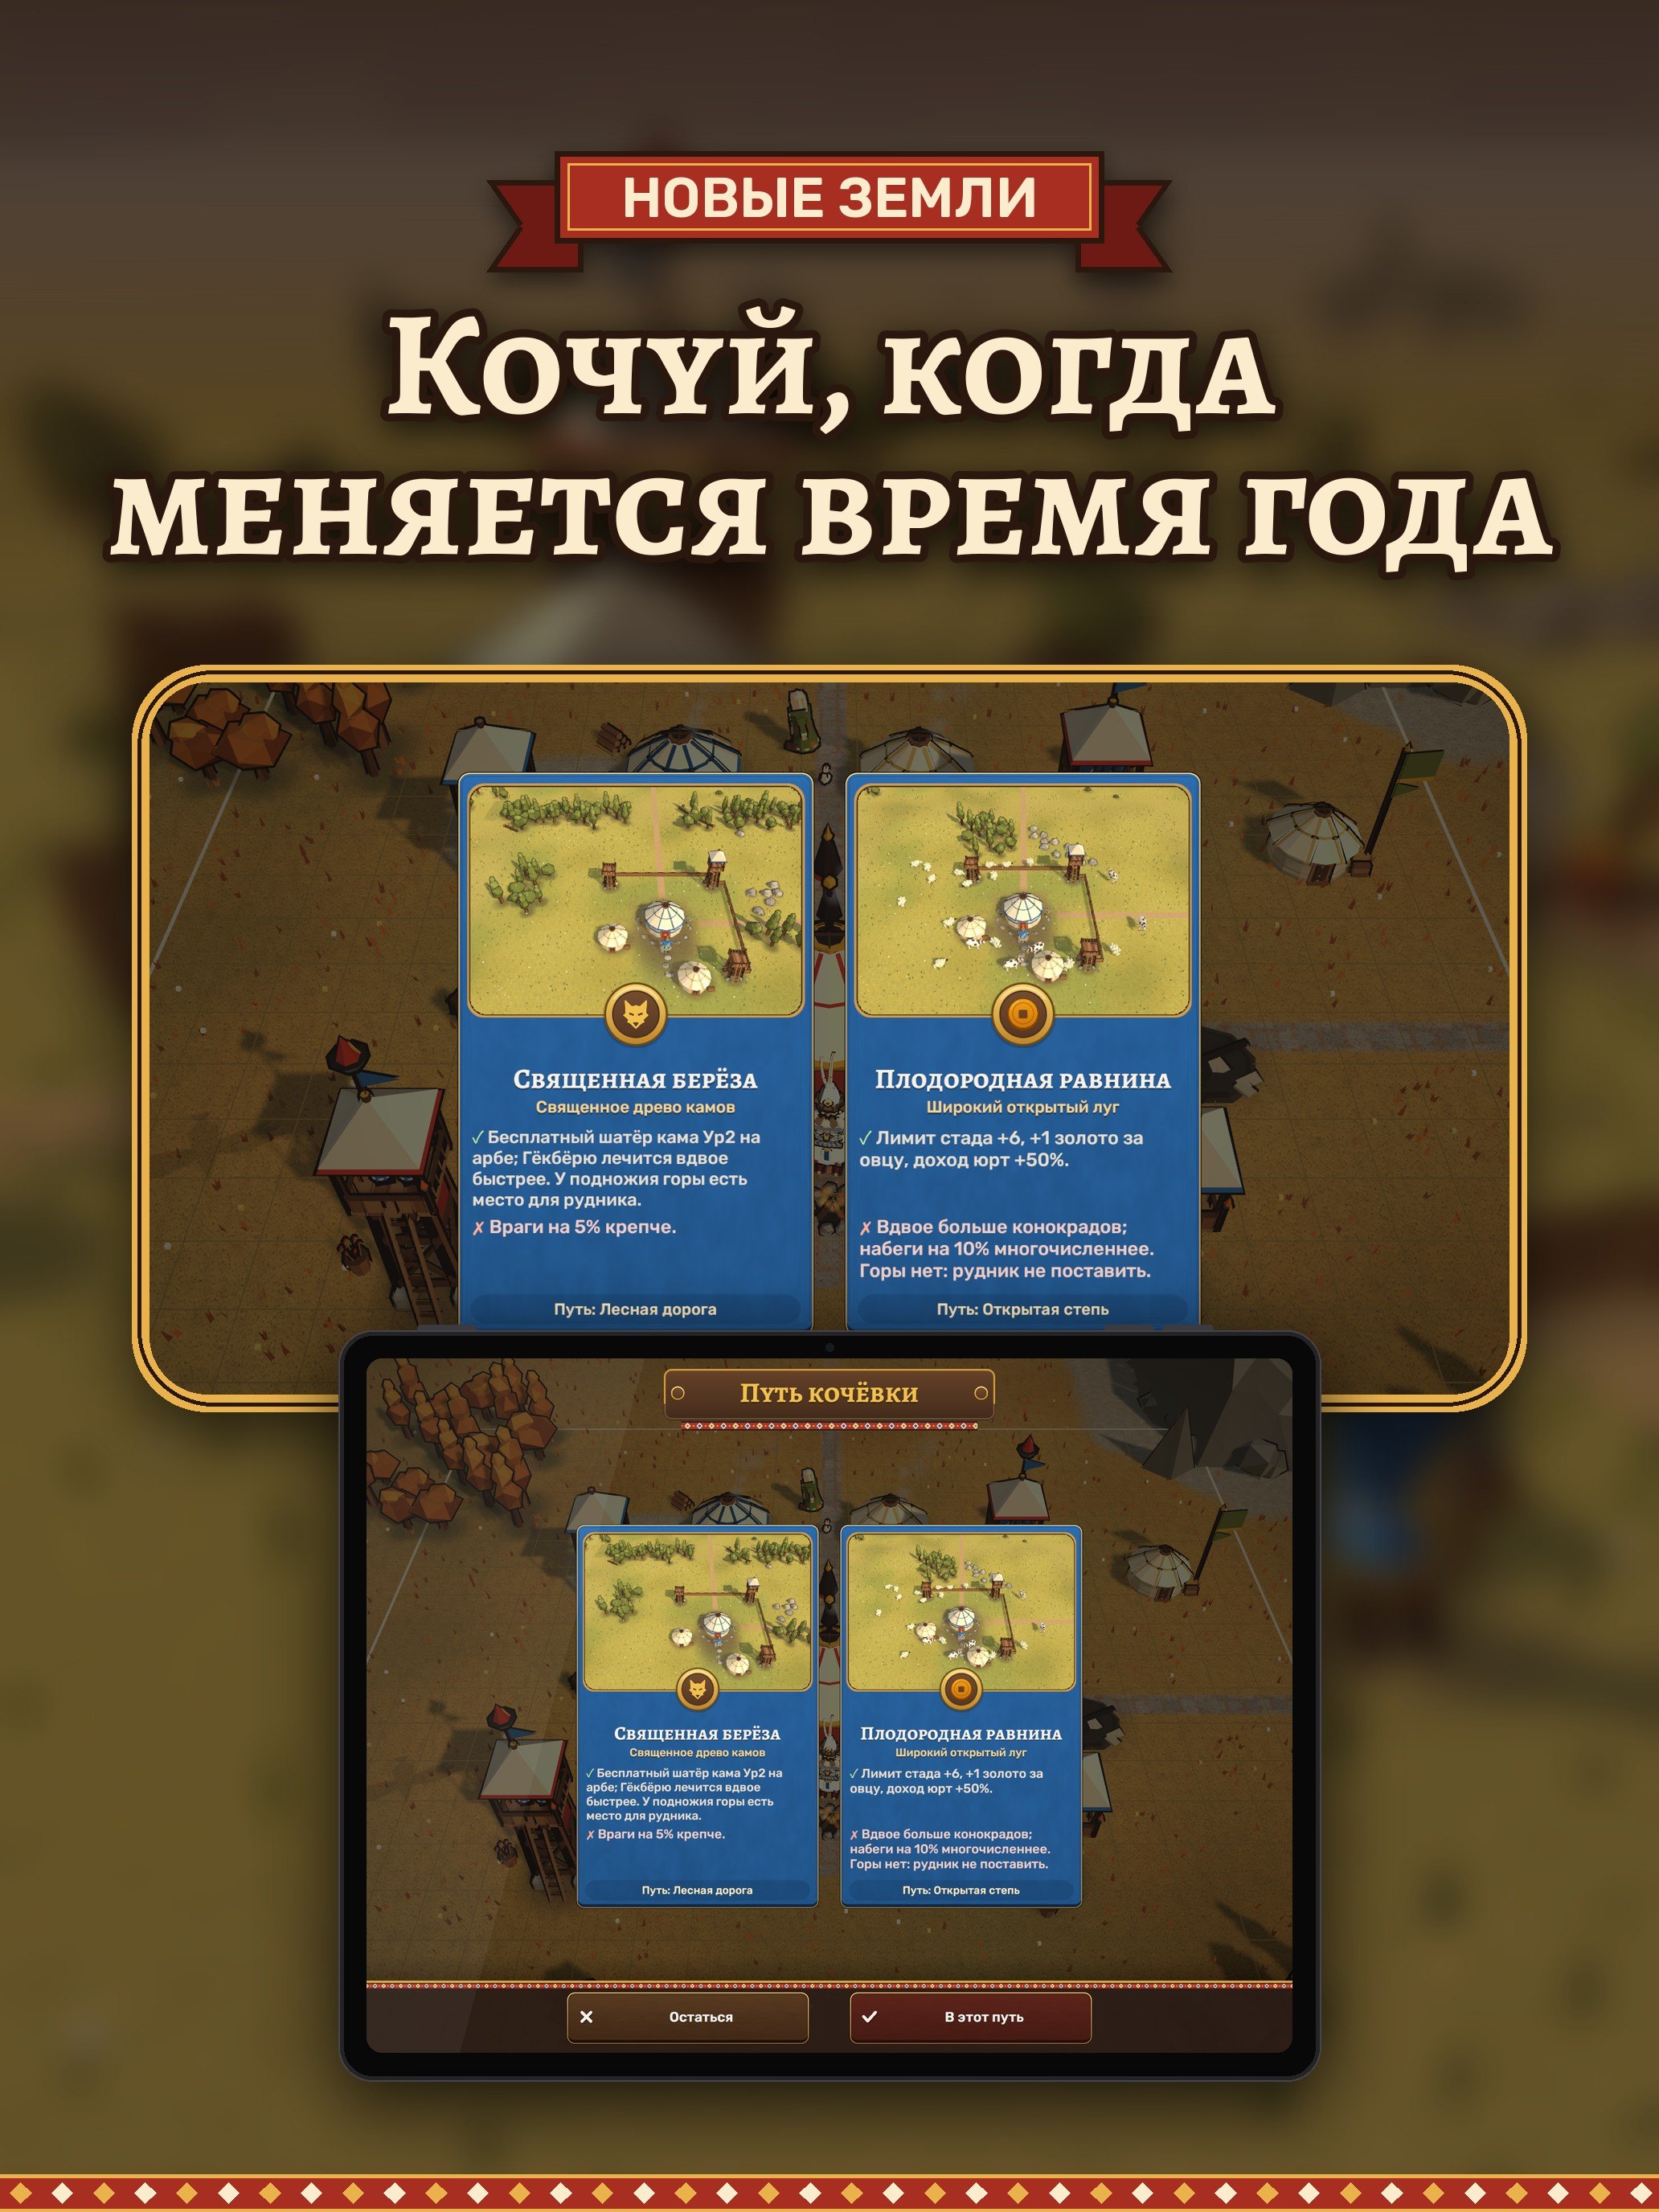 НОВЫЕ ЗЕМЛИ
Кочуй, когда
меняется время года
Священная берёза
Священное древо камов
✓ Бесплатный шатёр кама Ур2 на
арбе; Гёкбёрю лечится вдвое
быстрее. У подножия горы есть
место для рудника.
✗ Враги на 5% крепче.
Путь: Лесная дорога
Плодородная равнина
Широкий открытый луг
✓ Лимит стада +6, +1 золото за
овцу, доход юрт +50%.
✗ Вдвое больше конокрадов;
набеги на 10% многочисленнее.
Горы нет: рудник не поставить.
Путь: Открытая степь
Путь кочёвки
Священная берёза
Священное древо камов
✓ Бесплатный шатёр кама Ур2 на
арбе; Гёкбёрю лечится вдвое
быстрее. У подножия горы есть
место для рудника.
✗ Враги на 5% крепче.
Путь: Лесная дорога
Плодородная равнина
Широкий открытый луг
✓ Лимит стада +6, +1 золото за
овцу, доход юрт +50%.
✗ Вдвое больше конокрадов;
набеги на 10% многочисленнее.
Горы нет: рудник не поставить.
Путь: Открытая степь
Остаться
В этот путь